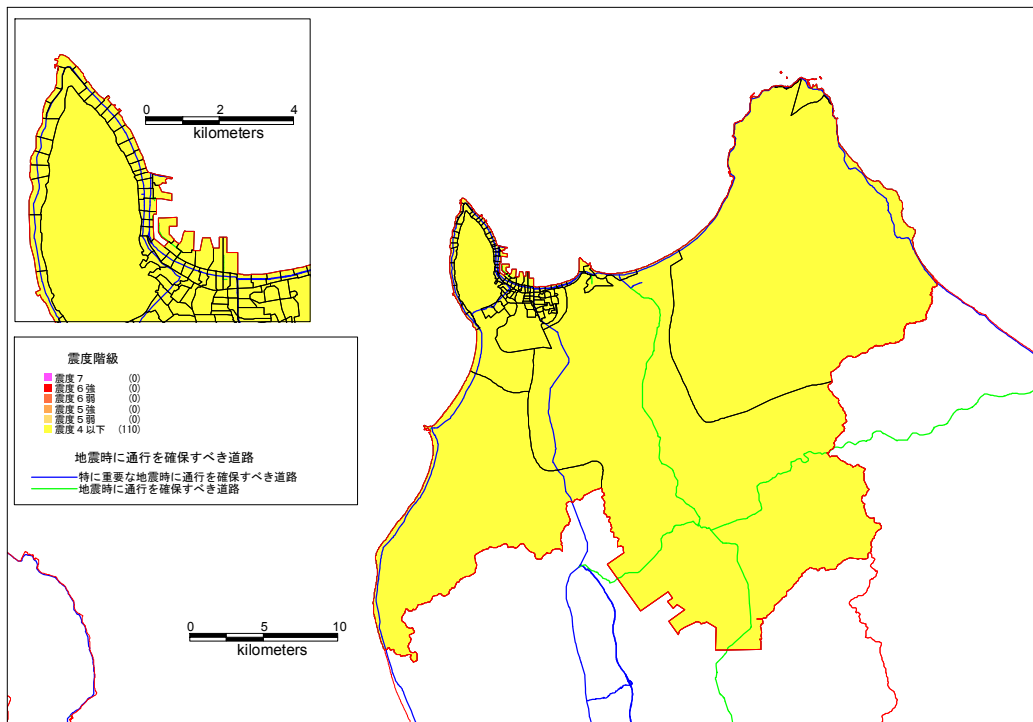 0 2 4
kilometers
震度階級
震度7 (0)
震度6強 (0)
震度6弱 (0)
震度5強 (0)
震度5弱 (0)
震度4以下 (110)
地震時に通行を確保すべき道路
特に重要な地震時に通行を確保すべき道路
地震時に通行を確保すべき道路
0 5 10
kilometers